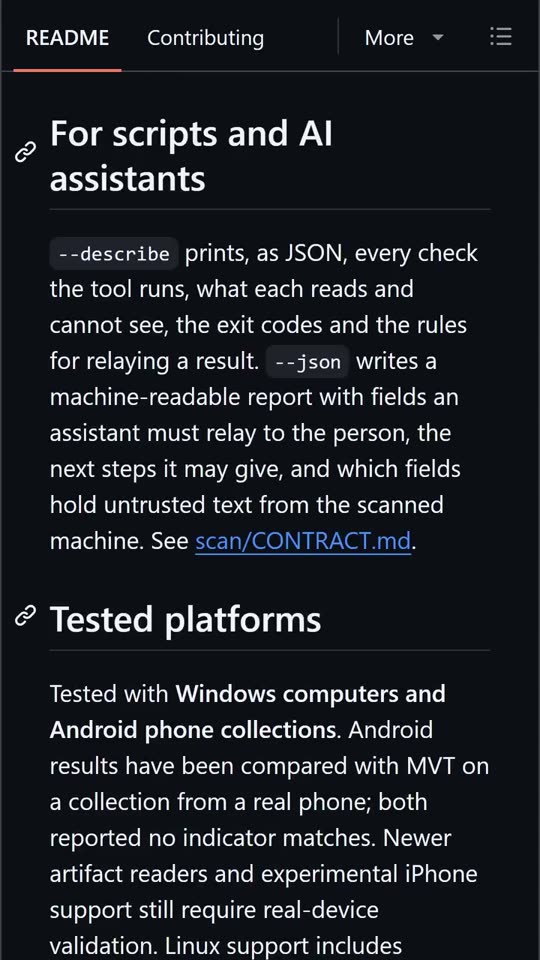 README Contributing More
For scripts and AI
assistants
--describe prints, as JSON, every check
the tool runs, what each reads and
cannot see, the exit codes and the rules
for relaying a result. --json writes a
machine-readable report with fields an
assistant must relay to the person, the
next steps it may give, and which fields
hold untrusted text from the scanned
machine. See scan/CONTRACT.md.
Tested platforms
Tested with Windows computers and
Android phone collections. Android
results have been compared with MVT on
a collection from a real phone; both
reported no indicator matches. Newer
artifact readers and experimental iPhone
support still require real-device
validation. Linux support includes